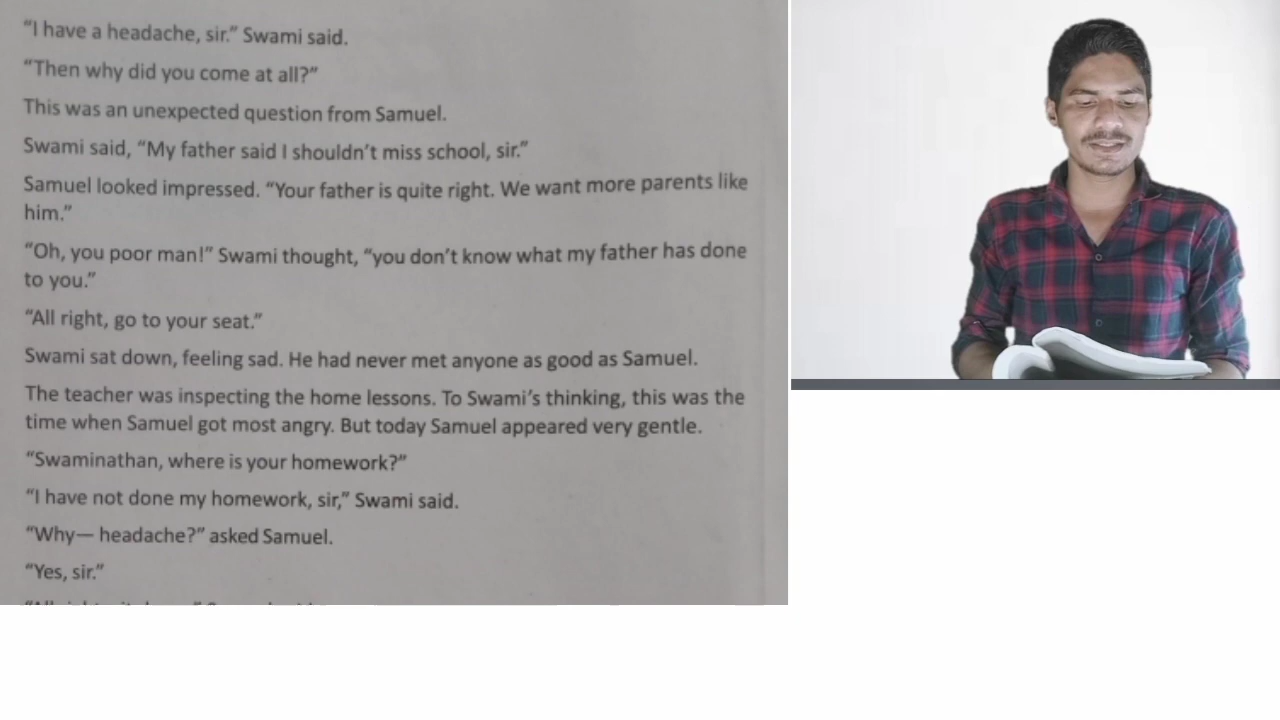 “I have a headache, sir.” Swami said.
“Then why did you come at all?”
This was an unexpected question from Samuel.
Swami said, “My father said I shouldn’t miss school, sir.”
Samuel looked impressed. “Your father is quite right. We want more parents like
him.”
“Oh, you poor man!” Swami thought, “you don’t know what my father has done
to you.”
“All right, go to your seat.”
Swami sat down, feeling sad. He had never met anyone as good as Samuel.
The teacher was inspecting the home lessons. To Swami’s thinking, this was the
time when Samuel got most angry. But today Samuel appeared very gentle.
“Swaminathan, where is your homework?”
“I have not done my homework, sir,” Swami said.
“Why— headache?” asked Samuel.
“Yes, sir.”